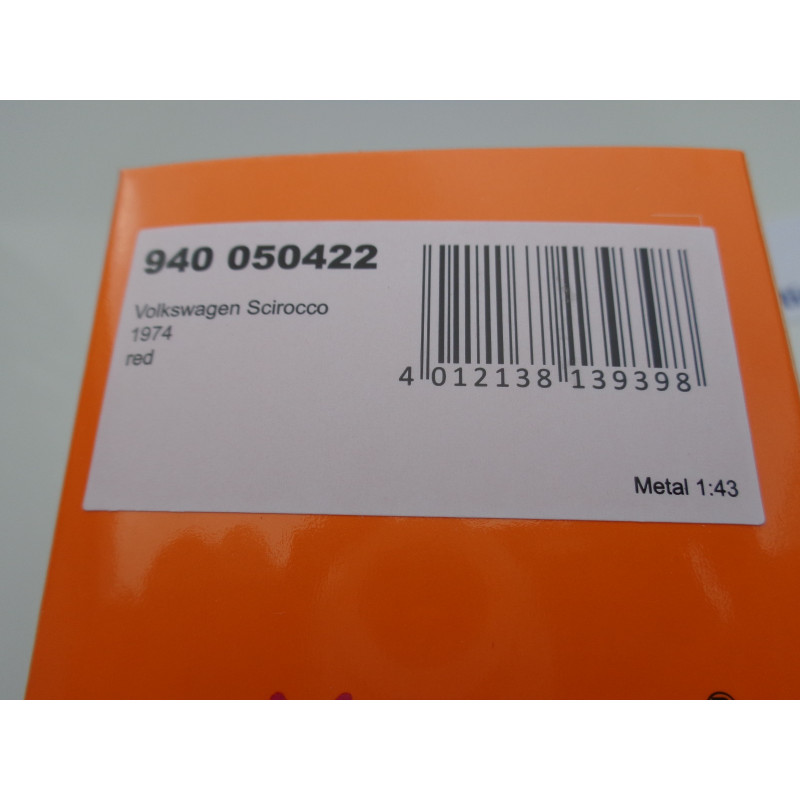 940 050422
Volkswagen Scirocco
1974
red
4 012138 139398
Metal 1:43
®